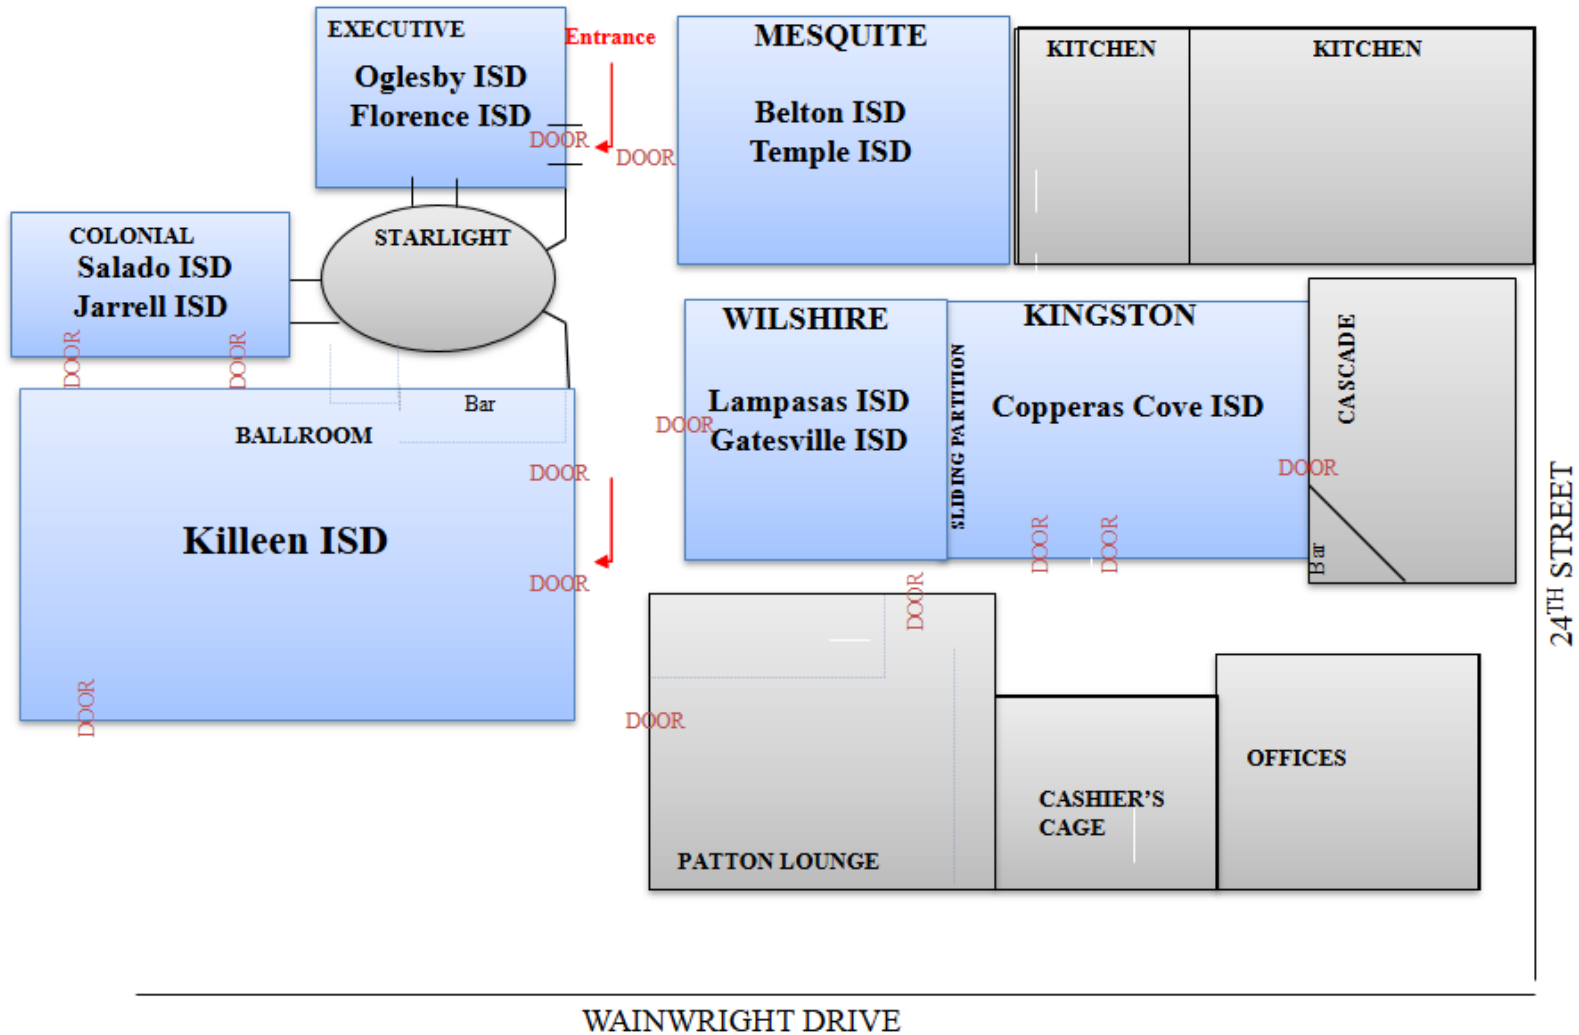 EXECUTIVE
Oglesby ISD
Florence ISD
DOOR
Entrance
DOOR
MESQUITE
Belton ISD
Temple ISD
KITCHEN
KITCHEN
COLONIAL
Salado ISD
Jarrell ISD
DOOR
DOOR
STARLIGHT
Bar
BALLROOM
DOOR
Killeen ISD
DOOR
DOOR
WILSHIRE
Lampasas ISD
Gatesville ISD
DOOR
SLIDING PARTITION
KINGSTON
Copperas Cove ISD
DOOR
DOOR
DOOR
CASCADE
Bar
DOOR
DOOR
PATTON LOUNGE
CASHIER’S
CAGE
OFFICES
24TH STREET
WAINWRIGHT DRIVE